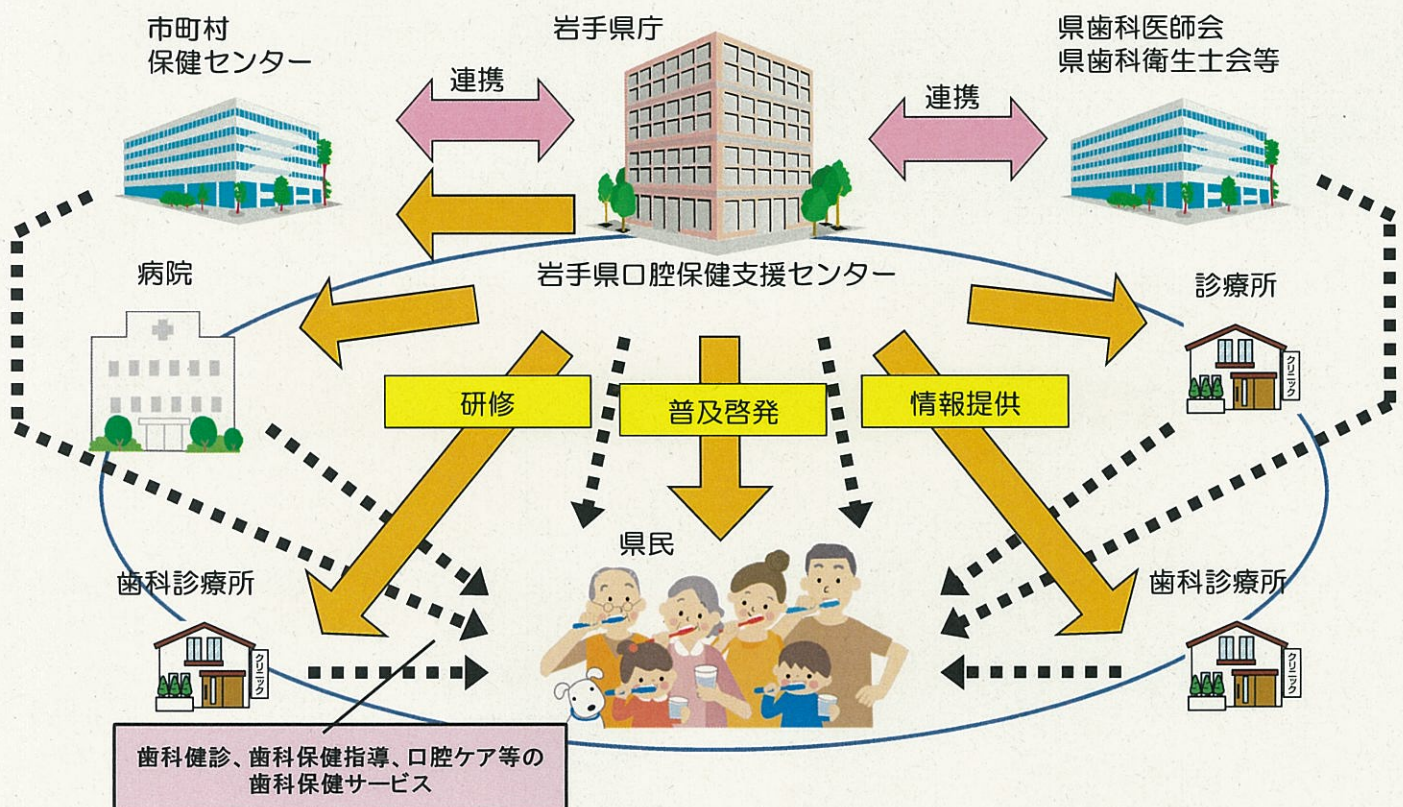 市町村
保健センター
岩手県庁
県歯科医師会
県歯科衛生士会等
連携
連携
岩手県口腔保健支援センター
病院
診療所
クリニック
研修
普及啓発
情報提供
県民
歯科診療所
クリニック
歯科診療所
クリニック
歯科健診、歯科保健指導、口腔ケア等の
歯科保健サービス